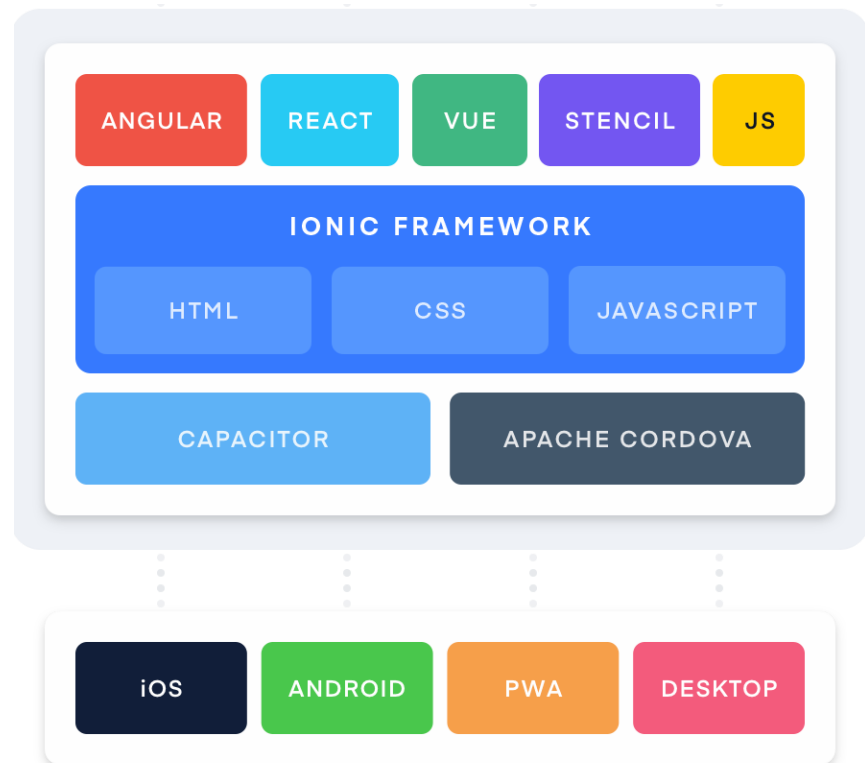 ANGULAR REACT VUE STENCIL JS
IONIC FRAMEWORK
HTML CSS JAVASCRIPT
CAPACITOR APACHE CORDOVA
iOS ANDROID PWA DESKTOP